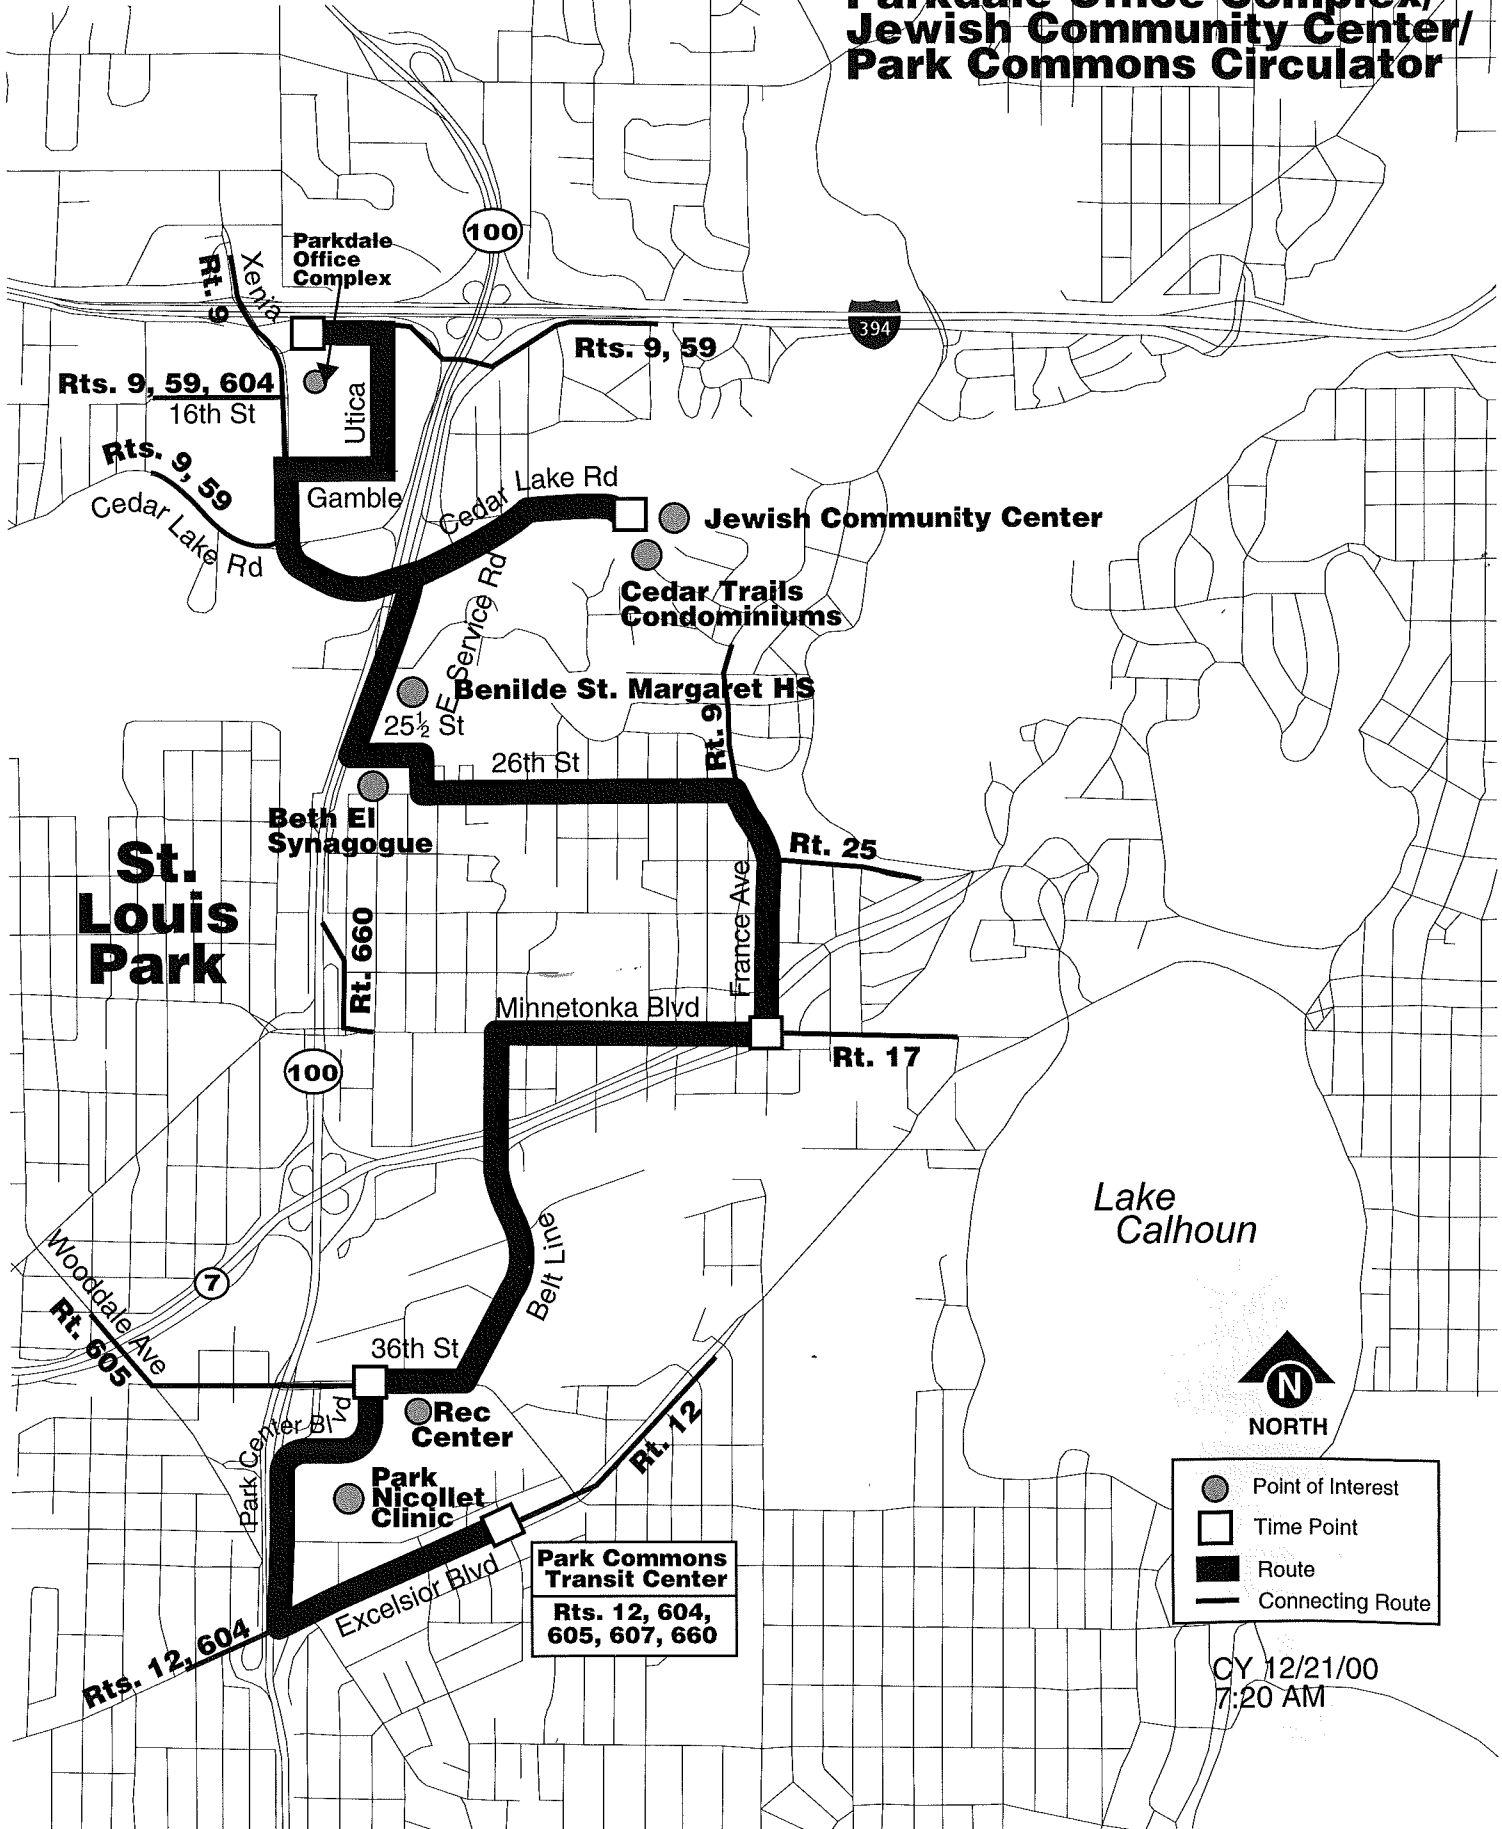 Parkdale Office Complex/
Jewish Community Center/
Park Commons Circulator
100
Parkdale
Office
Complex
Xenia
Rt. 9
394
Rts. 9, 59
Rts. 9, 59, 604
16th St
Utica
Rts. 9, 59
Cedar Lake Rd
Gamble
Cedar Lake Rd
Jewish Community Center
E Service Rd
Cedar Trails
Condominiums
Benilde St. Margaret HS
25½ St
Rt. 9
26th St
Beth El
Synagogue
Rt. 25
St.
Louis
Park
France Ave
Rt. 660
Minnetonka Blvd
Rt. 17
100
Lake
Calhoun
Belt Line
Wooddale Ave
7
Rt. 605
36th St
N
NORTH
Park Center Blvd
Rec
Center
Rt. 12
Park
Nicollet
Clinic
Point of Interest
Time Point
Route
Connecting Route
Excelsior Blvd
Park Commons
Transit Center
Rts. 12, 604,
605, 607, 660
Rts. 12, 604
CY 12/21/00
7:20 AM